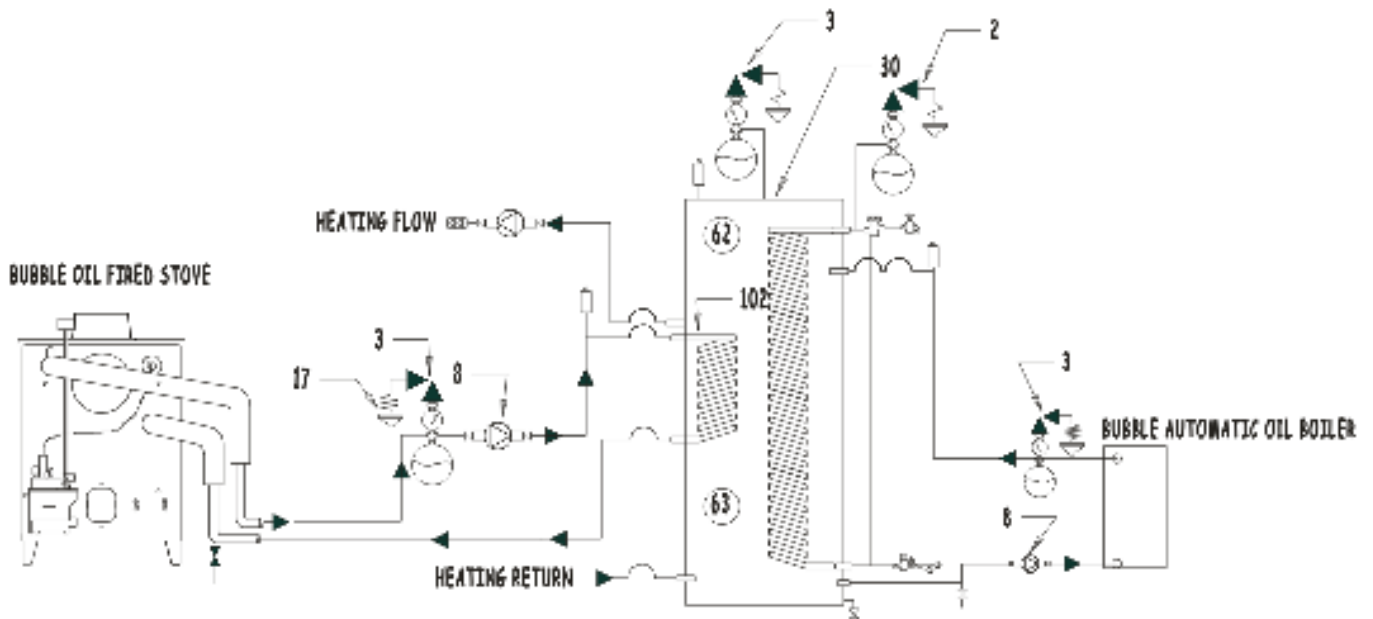 3
2
30
HEATING FLOW
62
BUBBLE OIL FIRED STOVE
102
3
8
17
3
BUBBLE AUTOMATIC OIL BOILER
63
8
HEATING RETURN